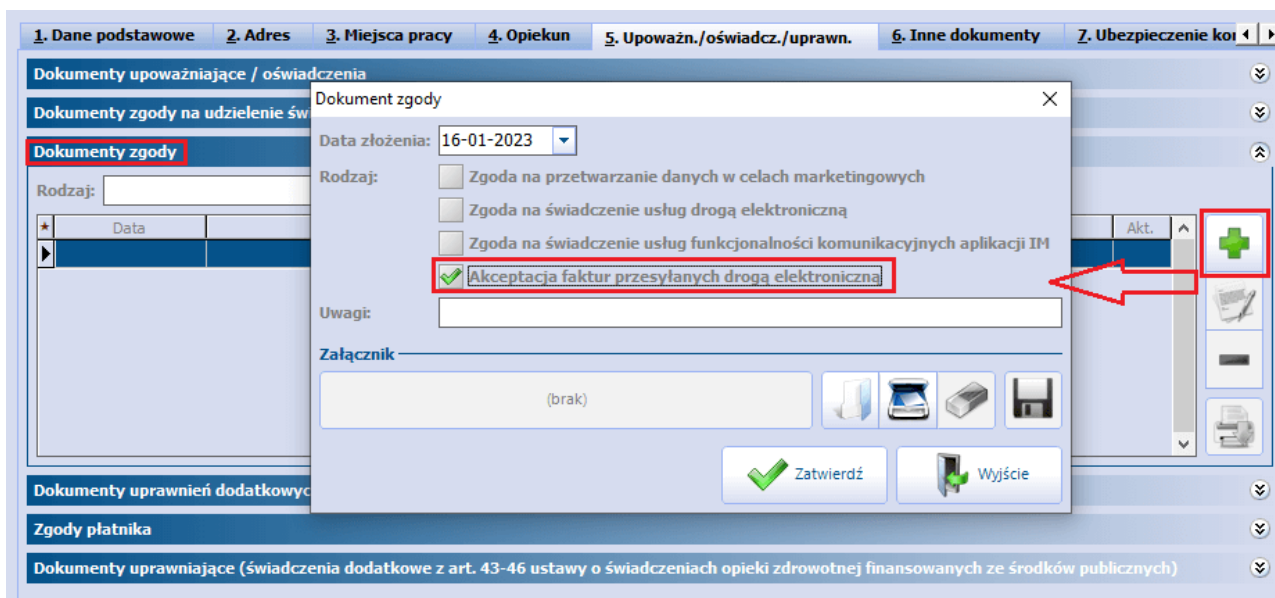 1. Dane podstawowe 2. Adres 3. Miejsca pracy 4. Opiekun 5. Upoważn./oświadcz./uprawn. 6. Inne dokumenty 7. Ubezpieczenie
Dokumenty upoważniające / oświadczenia
Dokument zgody
Dokumenty zgody na udzielenie
Data złożenia: 16-01-2023
Dokumenty zgody
Rodzaj: Zgoda na przetwarzanie danych w celach marketingowych
Rodzaj:
Zgoda na świadczenie usług drogą elektroniczną
Data Akt.
Zgoda na świadczenie usług funkcjonalności komunikacyjnych aplikacji IM
Akceptacja faktur przesyłanych drogą elektroniczną
Uwagi:
Załącznik
(brak)
Zatwierdź Wyjście
Dokumenty uprawnień
Zgody płatnika
Dokumenty uprawniające (świadczenia dodatkowe z art. 43-46 ustawy o świadczeniach opieki zdrowotnej finansowanych ze środków publicznych)